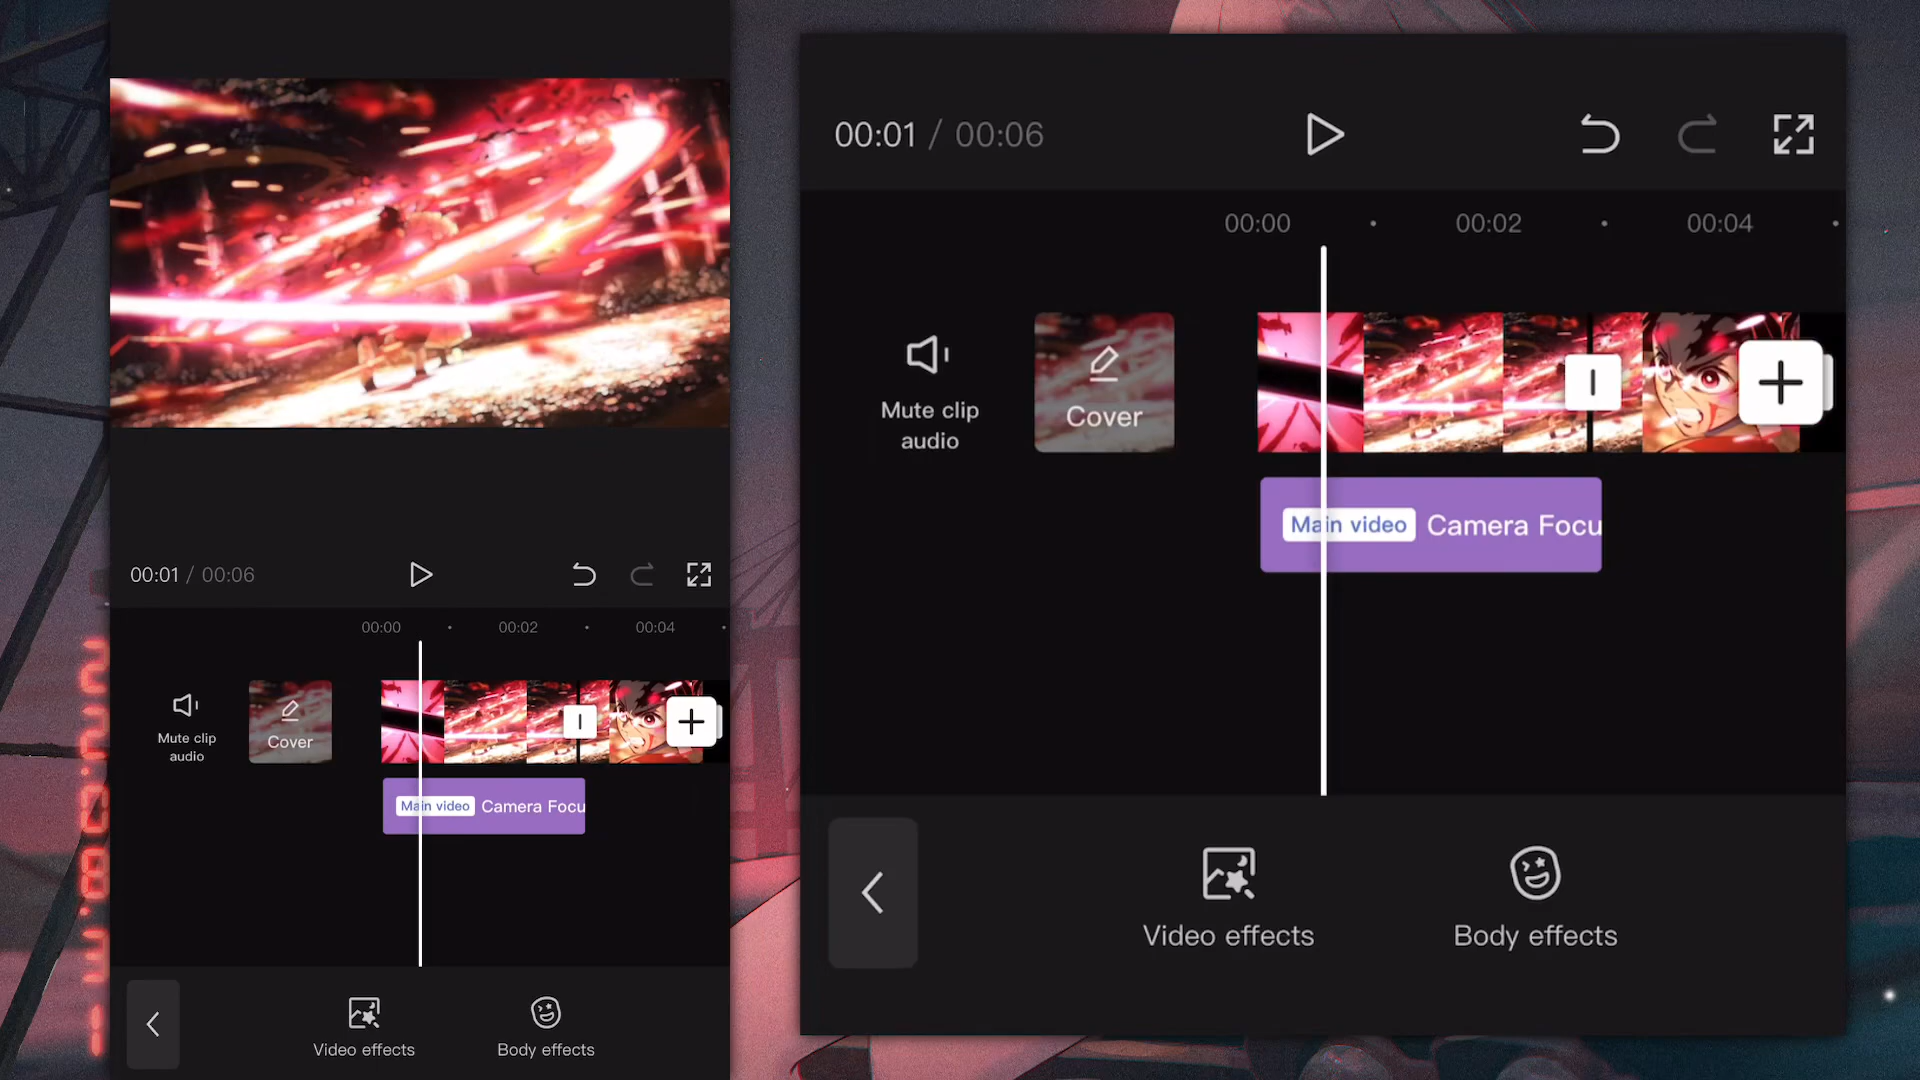 00:01 / 00:06
00:00 00:02 00:04
Mute clip
audio
Cover
Main video Camera Focu
Video effects Body effects
00:01 / 00:06
00:00 00:02 00:04
Mute clip
audio
Cover
Main video Camera Focu
Video effects Body effects